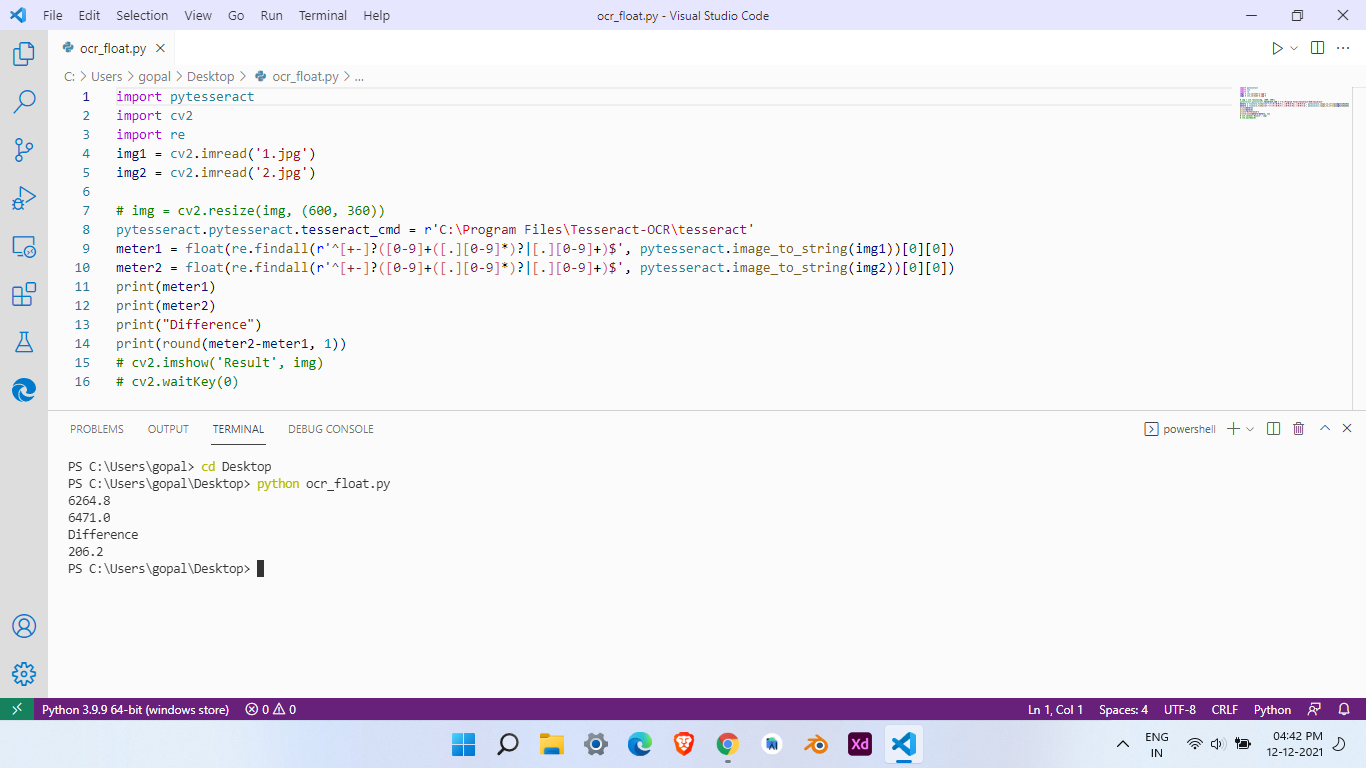 File Edit Selection View Go Run Terminal Help
ocr_float.py - Visual Studio Code
ocr_float.py
C: > Users > gopal > Desktop > ocr_float.py > ...
1 import pytesseract
2 import cv2
3 import re
4 img1 = cv2.imread('1.jpg')
5 img2 = cv2.imread('2.jpg')
6
7 # img = cv2.resize(img, (600, 360))
8 pytesseract.pytesseract.tesseract_cmd = r'C:\Program Files\Tesseract-OCR\tesseract'
9 meter1 = float(re.findall(r'^[+-]?([0-9]+([.][0-9]*)?|[.][0-9]+)$', pytesseract.image_to_string(img1))[0][0])
10 meter2 = float(re.findall(r'^[+-]?([0-9]+([.][0-9]*)?|[.][0-9]+)$', pytesseract.image_to_string(img2))[0][0])
11 print(meter1)
12 print(meter2)
13 print("Difference")
14 print(round(meter2-meter1, 1))
15 # cv2.imshow('Result', img)
16 # cv2.waitKey(0)
PROBLEMS OUTPUT TERMINAL DEBUG CONSOLE
powershell
PS C:\Users\gopal> cd Desktop
PS C:\Users\gopal\Desktop> python ocr_float.py
6264.8
6471.0
Difference
206.2
PS C:\Users\gopal\Desktop>
Python 3.9.9 64-bit (windows store) 0 0
Ln 1, Col 1 Spaces: 4 UTF-8 CRLF Python
Xd
ENG
IN
04:42 PM
12-12-2021